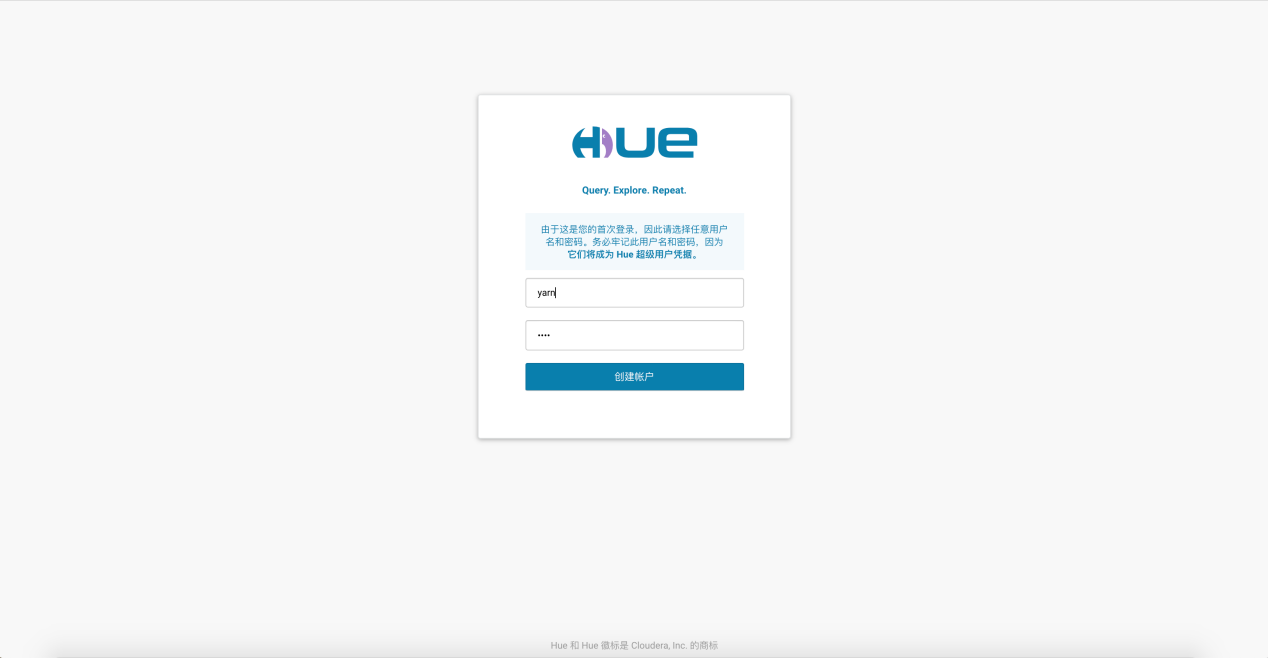 HUE
Query. Explore. Repeat.
由于这是您的首次登录，因此请选择任意用户
名和密码。务必牢记此用户名和密码，因为
它们将成为 Hue 超级用户凭据。
yarn
••••
创建帐户
Hue 和 Hue 徽标是 Cloudera, Inc. 的商标